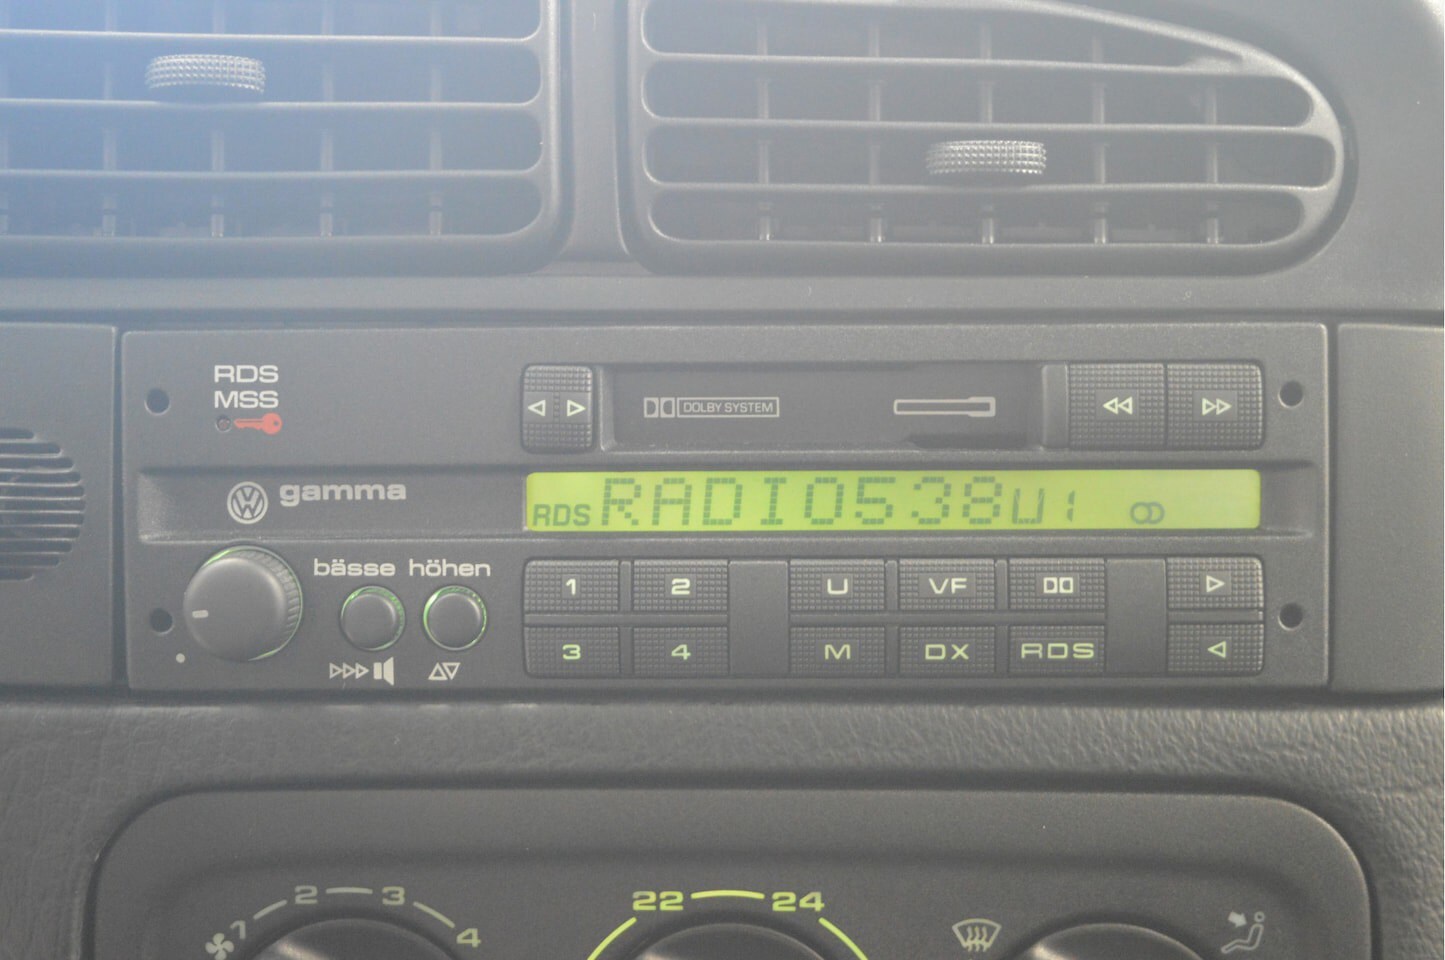 RDS
MSS
DOLBY SYSTEM
gamma
RDS RADIO538 U1
bässe höhen
1 2 U VF
3 4 M DX RDS
1 2 3 4
22 24